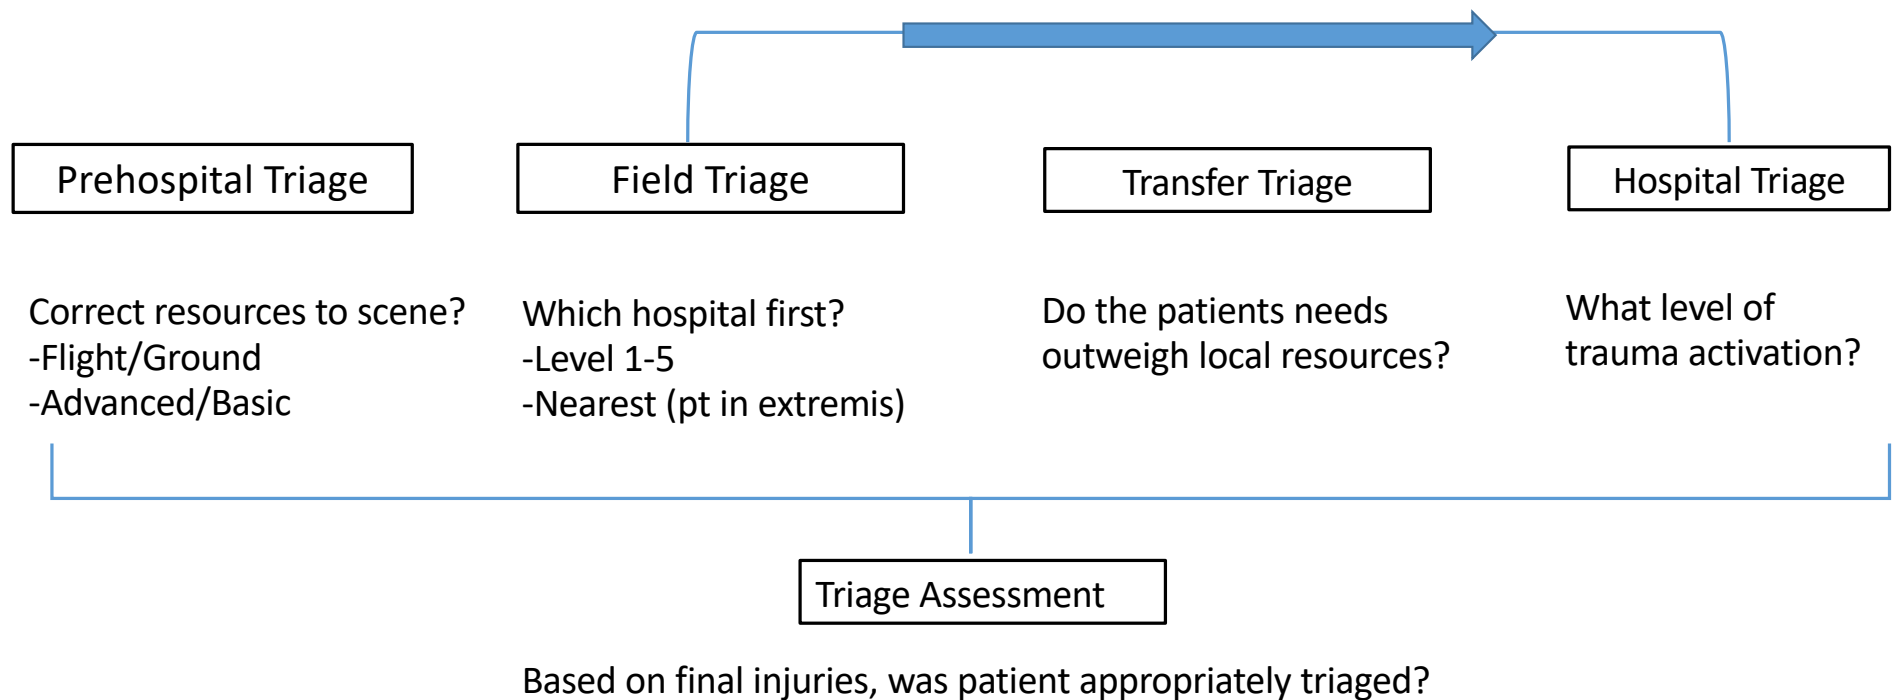 Prehospital Triage
Field Triage
Transfer Triage
Hospital Triage
Correct resources to scene?
-Flight/Ground
-Advanced/Basic
Which hospital first?
-Level 1-5
-Nearest (pt in extremis)
Do the patients needs
outweigh local resources?
What level of
trauma activation?
Triage Assessment
Based on final injuries, was patient appropriately triaged?